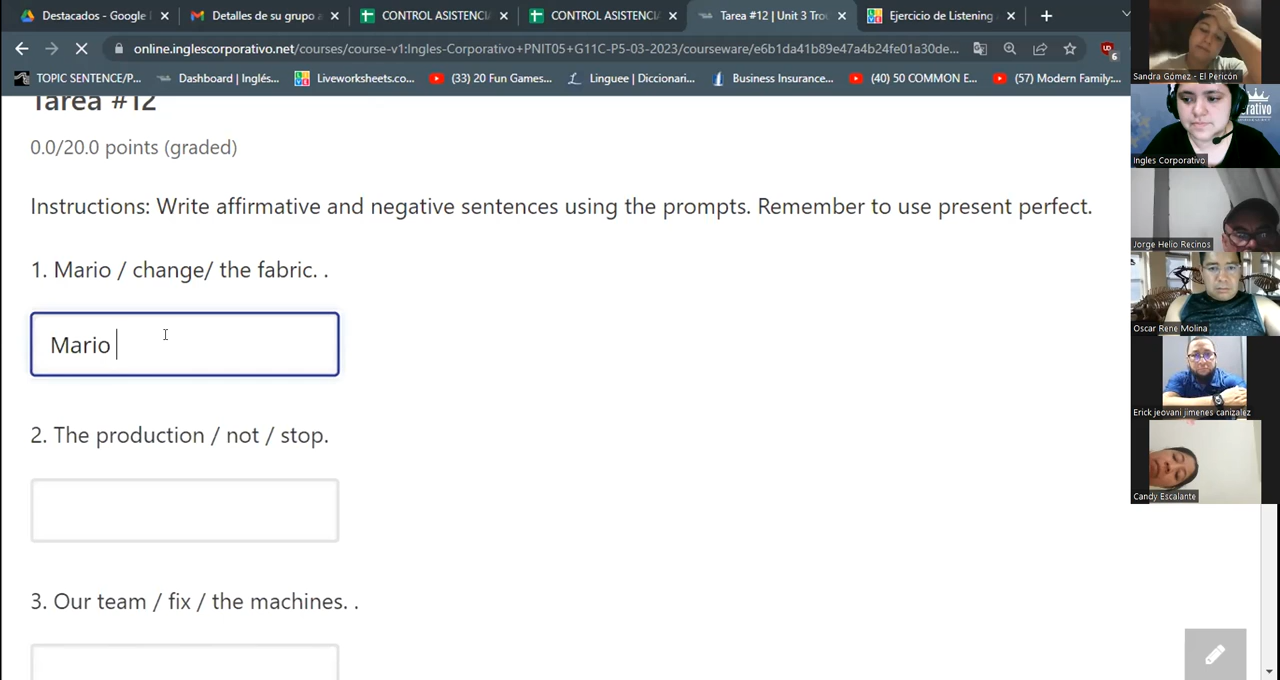 Destacados - Google
Detalles de su grupo a
CONTROL ASISTENCI
CONTROL ASISTENCI
Tarea #12 | Unit 3 Trou
Ejercicio de Listening
online.inglescorporativo.net/courses/course-v1:Ingles-Corporativo+PNIT05+G11C-P5-03-2023/courseware/e6b1da41b89e47a4b24fe01a30de...
6
TOPIC SENTENCE/P...
Dashboard | Inglés...
Liveworksheets.co...
(33) 20 Fun Games...
Linguee | Diccionari...
Business Insurance...
(40) 50 COMMON E...
(57) Modern Family:...
Tarea #12
0.0/20.0 points (graded)
Instructions: Write affirmative and negative sentences using the prompts. Remember to use present perfect.
1. Mario / change/ the fabric. .
Mario
2. The production / not / stop.
3. Our team / fix / the machines. .
Sandra Gómez - El Pericón
rativo
Ingles Corporativo
Jorge Helio Recinos
Oscar Rene Molina
Erick jeovani jimenes canizalez
Candy Escalante